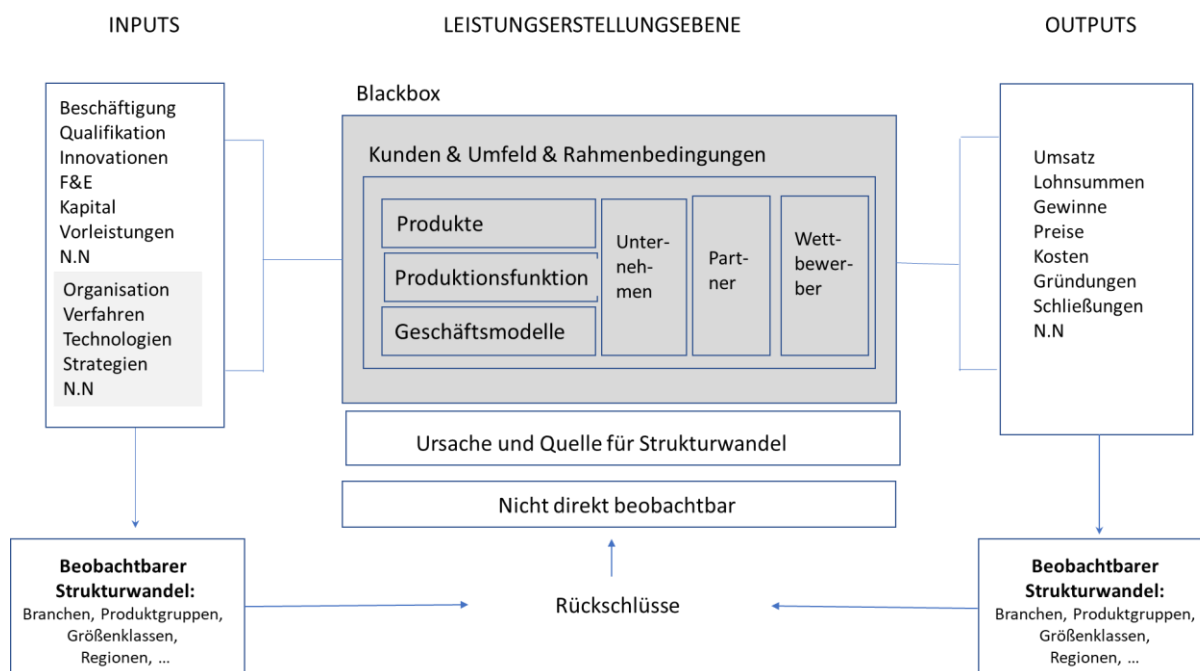 INPUTS
LEISTUNGSERSTELLUNGSEBENE
OUTPUTS
Beschäftigung
Qualifikation
Innovationen
F&E
Kapital
Vorleistungen
N.N
Organisation
Verfahren
Technologien
Strategien
N.N
Blackbox
Kunden & Umfeld & Rahmenbedingungen
Produkte
Produktionsfunktion
Geschäftsmodelle
Unter-
neh-
men
Part-
ner
Wett-
bewer-
ber
Umsatz
Lohnsummen
Gewinne
Preise
Kosten
Gründungen
Schließungen
N.N
Ursache und Quelle für Strukturwandel
Nicht direkt beobachtbar
Beobachtbarer
Strukturwandel:
Branchen, Produktgruppen,
Größenklassen,
Regionen, ...
Rückschlüsse
Beobachtbarer
Strukturwandel:
Branchen, Produktgruppen,
Größenklassen,
Regionen, ...